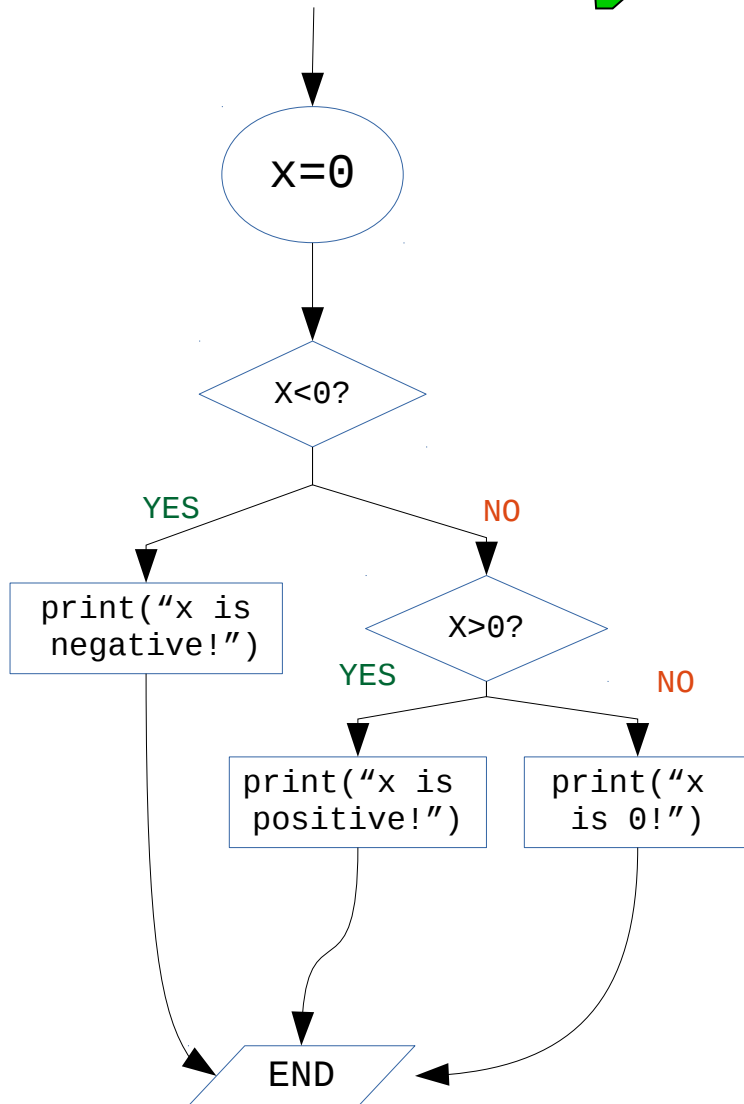 x=0
X<0?
YES
NO
print(“x is
negative!”)
X>0?
YES
NO
print(“x is
positive!”)
print(“x
is 0!”)
END